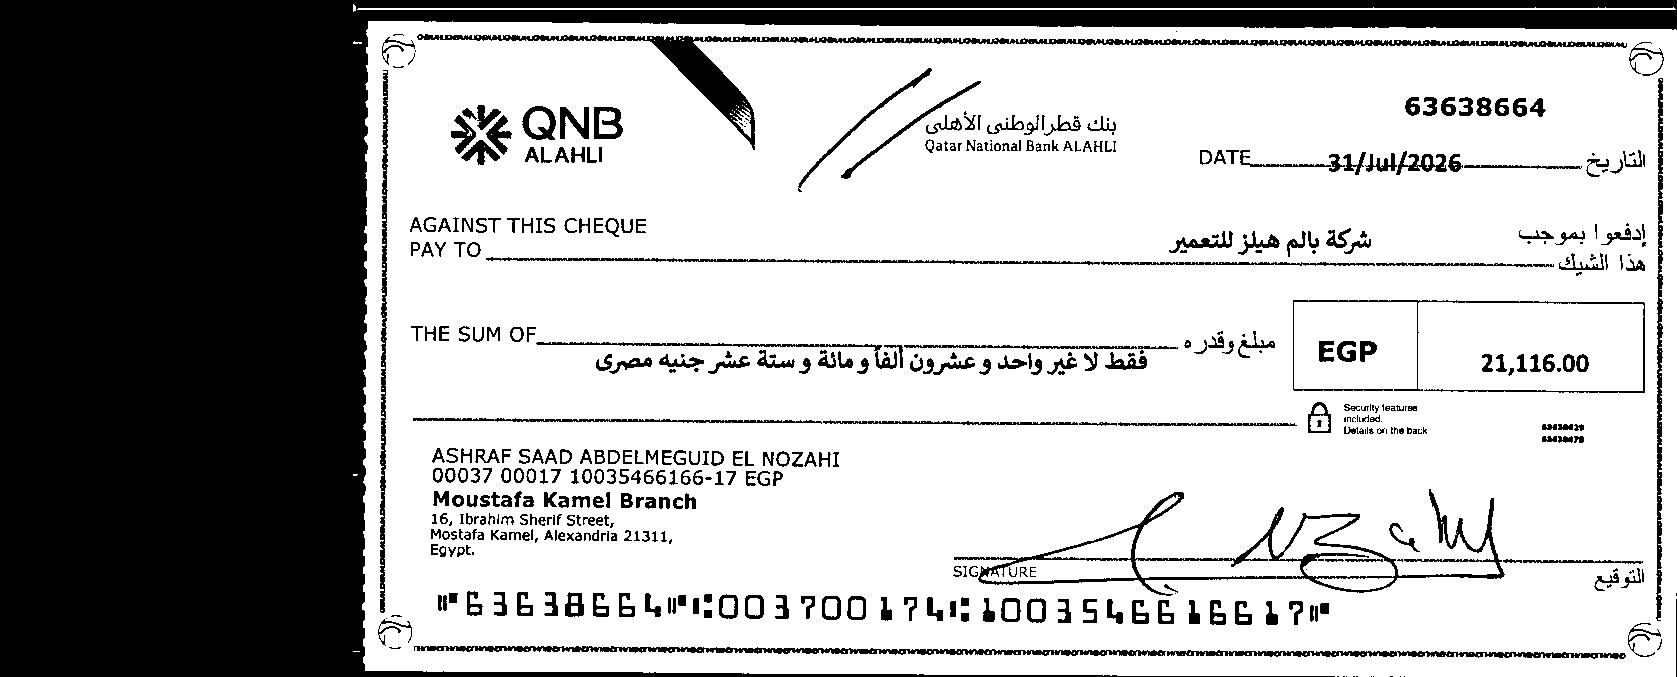 63638664
QNB
ALAHLI
بنك قطر الوطنى الأهلى
Qatar National Bank ALAHLI
DATE 31/Jul/2026 التاريخ
AGAINST THIS CHEQUE
PAY TO
شركة بالم هيلز للتعمير
إدفعوا بموجب
هذا الشيك
THE SUM OF
مبلغ وقدره
فقط لا غير واحد و عشرون ألفاً و مائة و ستة عشر جنيه مصرى
EGP 21,116.00
Security features
included.
Details on the back
ASHRAF SAAD ABDELMEGUID EL NOZAHI
00037 00017 10035466166-17 EGP
Moustafa Kamel Branch
16, Ibrahim Sherif Street,
Mostafa Kamel, Alexandria 21311,
Egypt.
SIGNATURE
التوقيع
⑈63638664⑈⑆003700174⑆1003546616617⑈